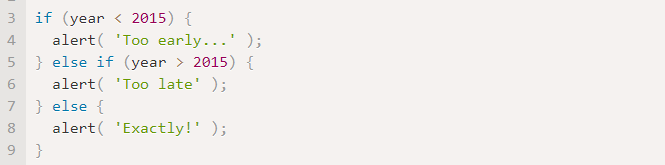 3 if (year < 2015) {
4   alert( 'Too early...' );
5 } else if (year > 2015) {
6   alert( 'Too late' );
7 } else {
8   alert( 'Exactly!' );
9 }